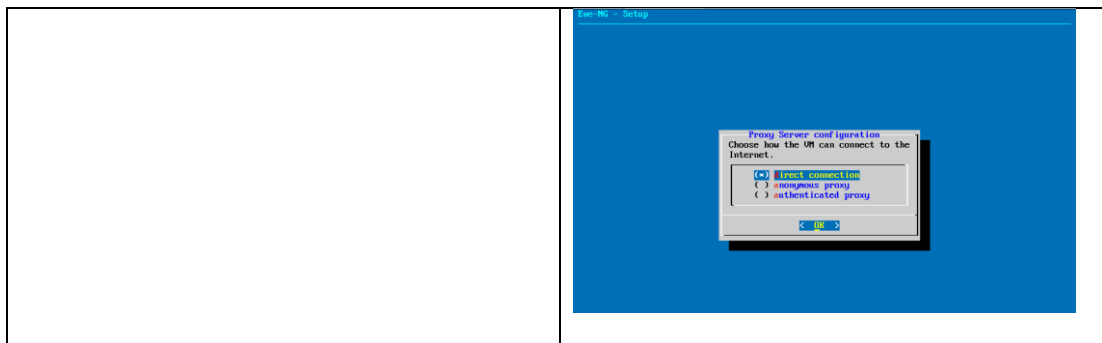 Eve-NG - Setup
Proxy Server configuration
Choose how the VM can connect to the
Internet.
(*) direct connection
( ) anonymous proxy
( ) authenticated proxy
< OK >